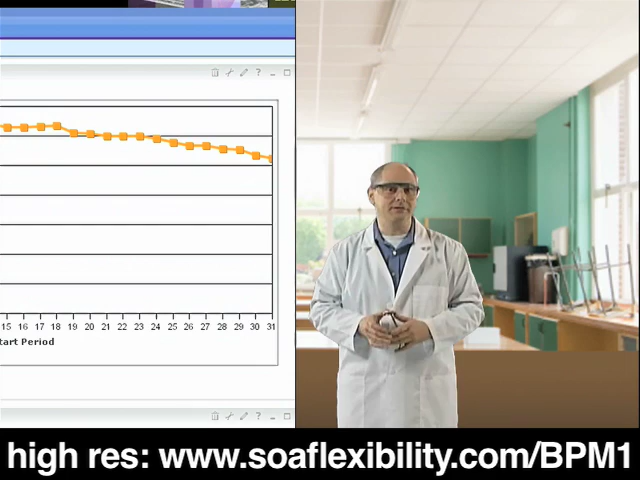 15 16 17 18 19 20 21 22 23 24 25 26 27 28 29 30 31
tart Period
high res: www.soaflexibility.com/BPM1